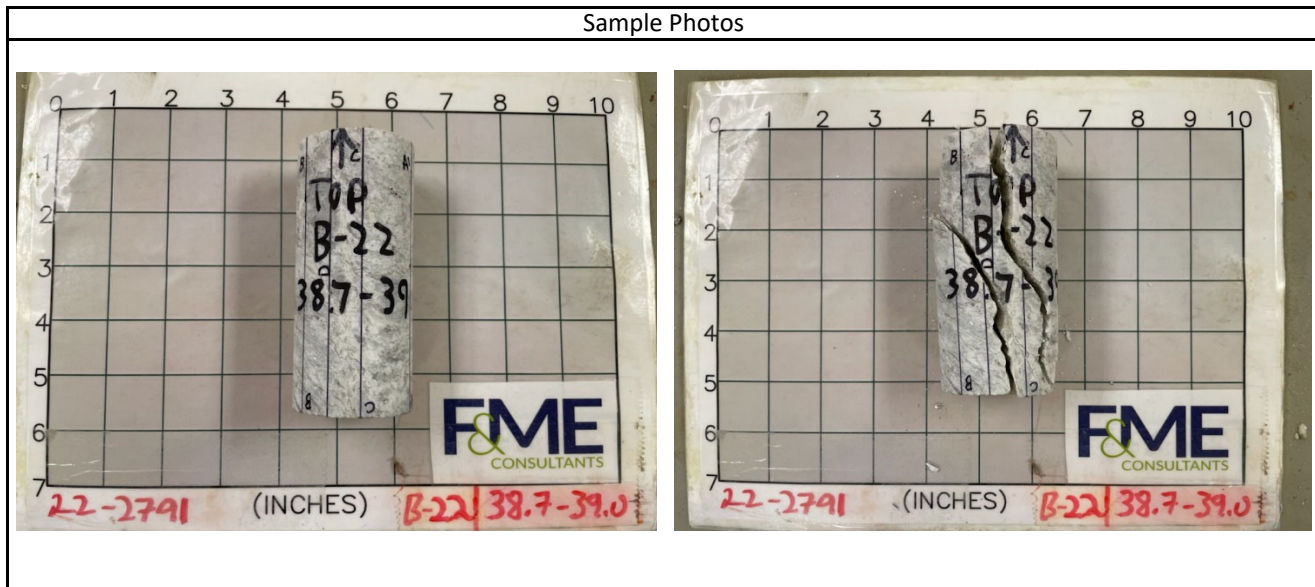 Sample Photos
0 1 2 3 4 5 6 7 8 9 10
1
2
3
4
5
6
7
B C A
TOP
B-22
D
38.7-39
B C
F&ME
CONSULTANTS
22-2791 (INCHES) B-22 38.7-39.0
0 1 2 3 4 5 6 7 8 9 10
1
2
3
4
5
6
7
B C
TOP
B-22
D
38.7-39
B C
F&ME
CONSULTANTS
22-2791 (INCHES) B-22 38.7-39.0